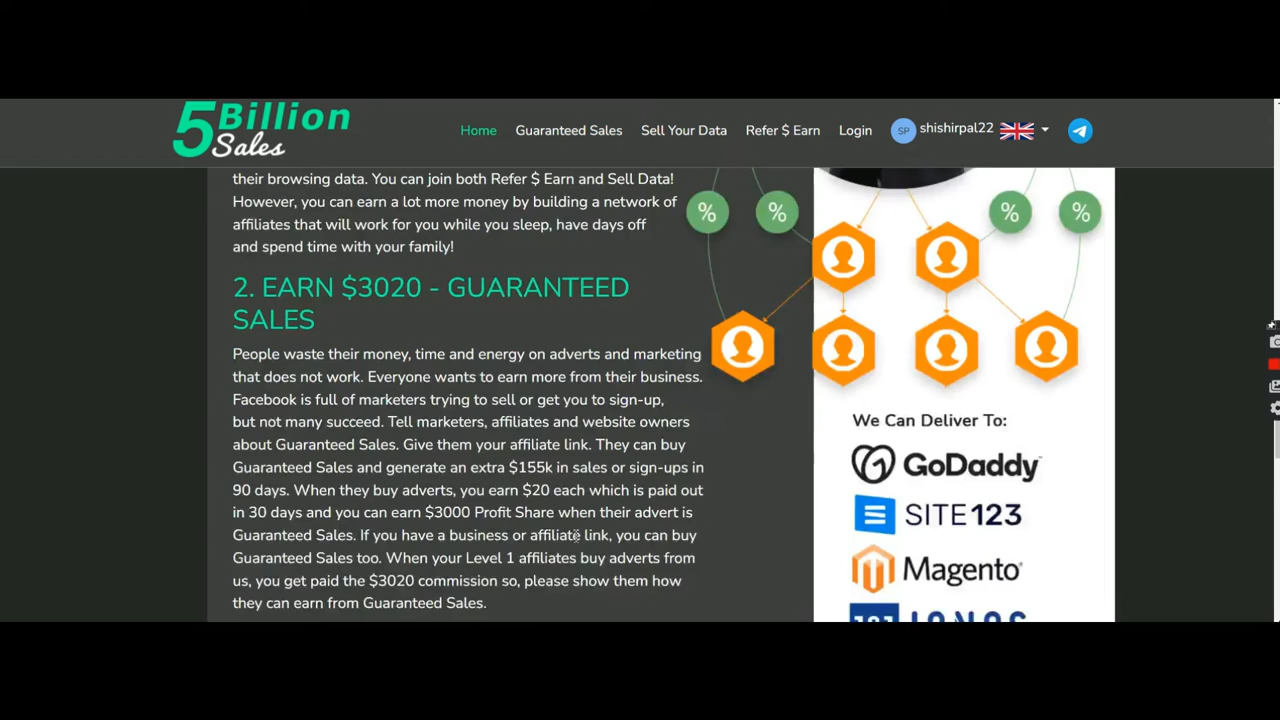 5 Billion
Sales
Home
Guaranteed Sales
Sell Your Data
Refer $ Earn
Login
SP
shishirpal22
their browsing data. You can join both Refer $ Earn and Sell Data!
However, you can earn a lot more money by building a network of
affiliates that will work for you while you sleep, have days off
and spend time with your family!
2. EARN $3020 - GUARANTEED
SALES
People waste their money, time and energy on adverts and marketing
that does not work. Everyone wants to earn more from their business.
Facebook is full of marketers trying to sell or get you to sign-up,
but not many succeed. Tell marketers, affiliates and website owners
about Guaranteed Sales. Give them your affiliate link. They can buy
Guaranteed Sales and generate an extra $155k in sales or sign-ups in
90 days. When they buy adverts, you earn $20 each which is paid out
in 30 days and you can earn $3000 Profit Share when their advert is
Guaranteed Sales. If you have a business or affiliate link, you can buy
Guaranteed Sales too. When your Level 1 affiliates buy adverts from
us, you get paid the $3020 commission so, please show them how
they can earn from Guaranteed Sales.
%
%
%
%
We Can Deliver To:
GoDaddy
SITE123
Magento